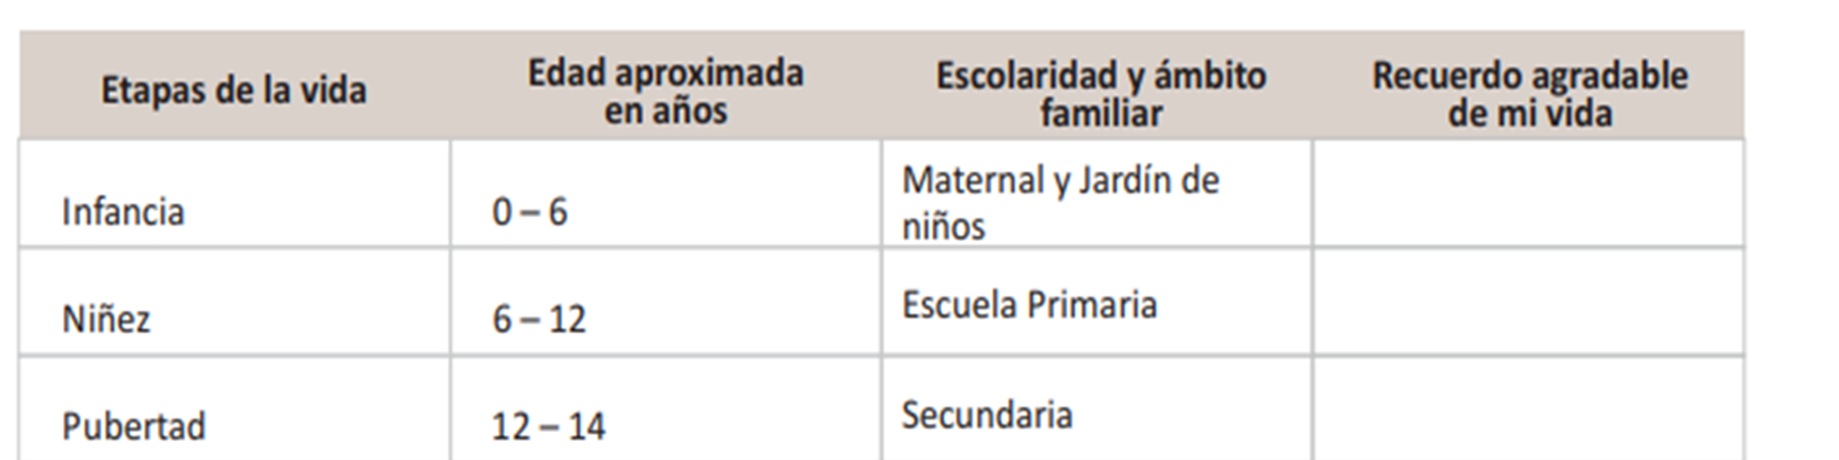 Etapas de la vida
Edad aproximada
en años
Escolaridad y ámbito
familiar
Recuerdo agradable
de mi vida
Infancia
0 – 6
Maternal y Jardín de
niños
Niñez
6 – 12
Escuela Primaria
Pubertad
12 – 14
Secundaria